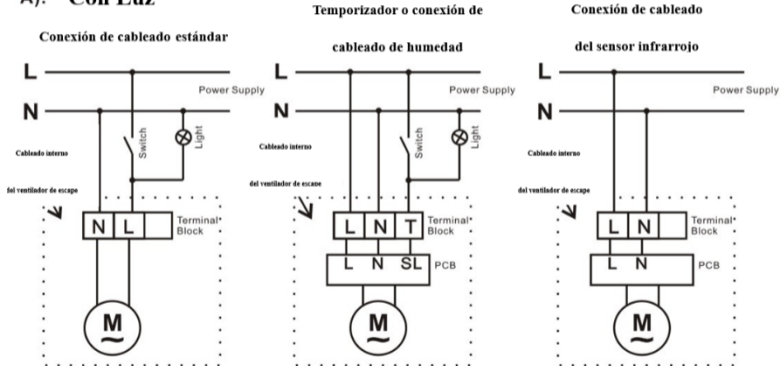 A). Con Luz
Conexión de cableado estándar
L
N
Power Supply
Switch
Light
Cableado interno
del ventilador de escape
N L
Terminal
Block
M
Temporizador o conexión de
cableado de humedad
L
N
Power Supply
Switch
Light
Cableado interno
del ventilador de escape
L N T
Terminal
Block
L N SL
PCB
M
Conexión de cableado
del sensor infrarrojo
L
N
Power Supply
Cableado interno
del ventilador de escape
L N
Terminal
Block
L N
PCB
M